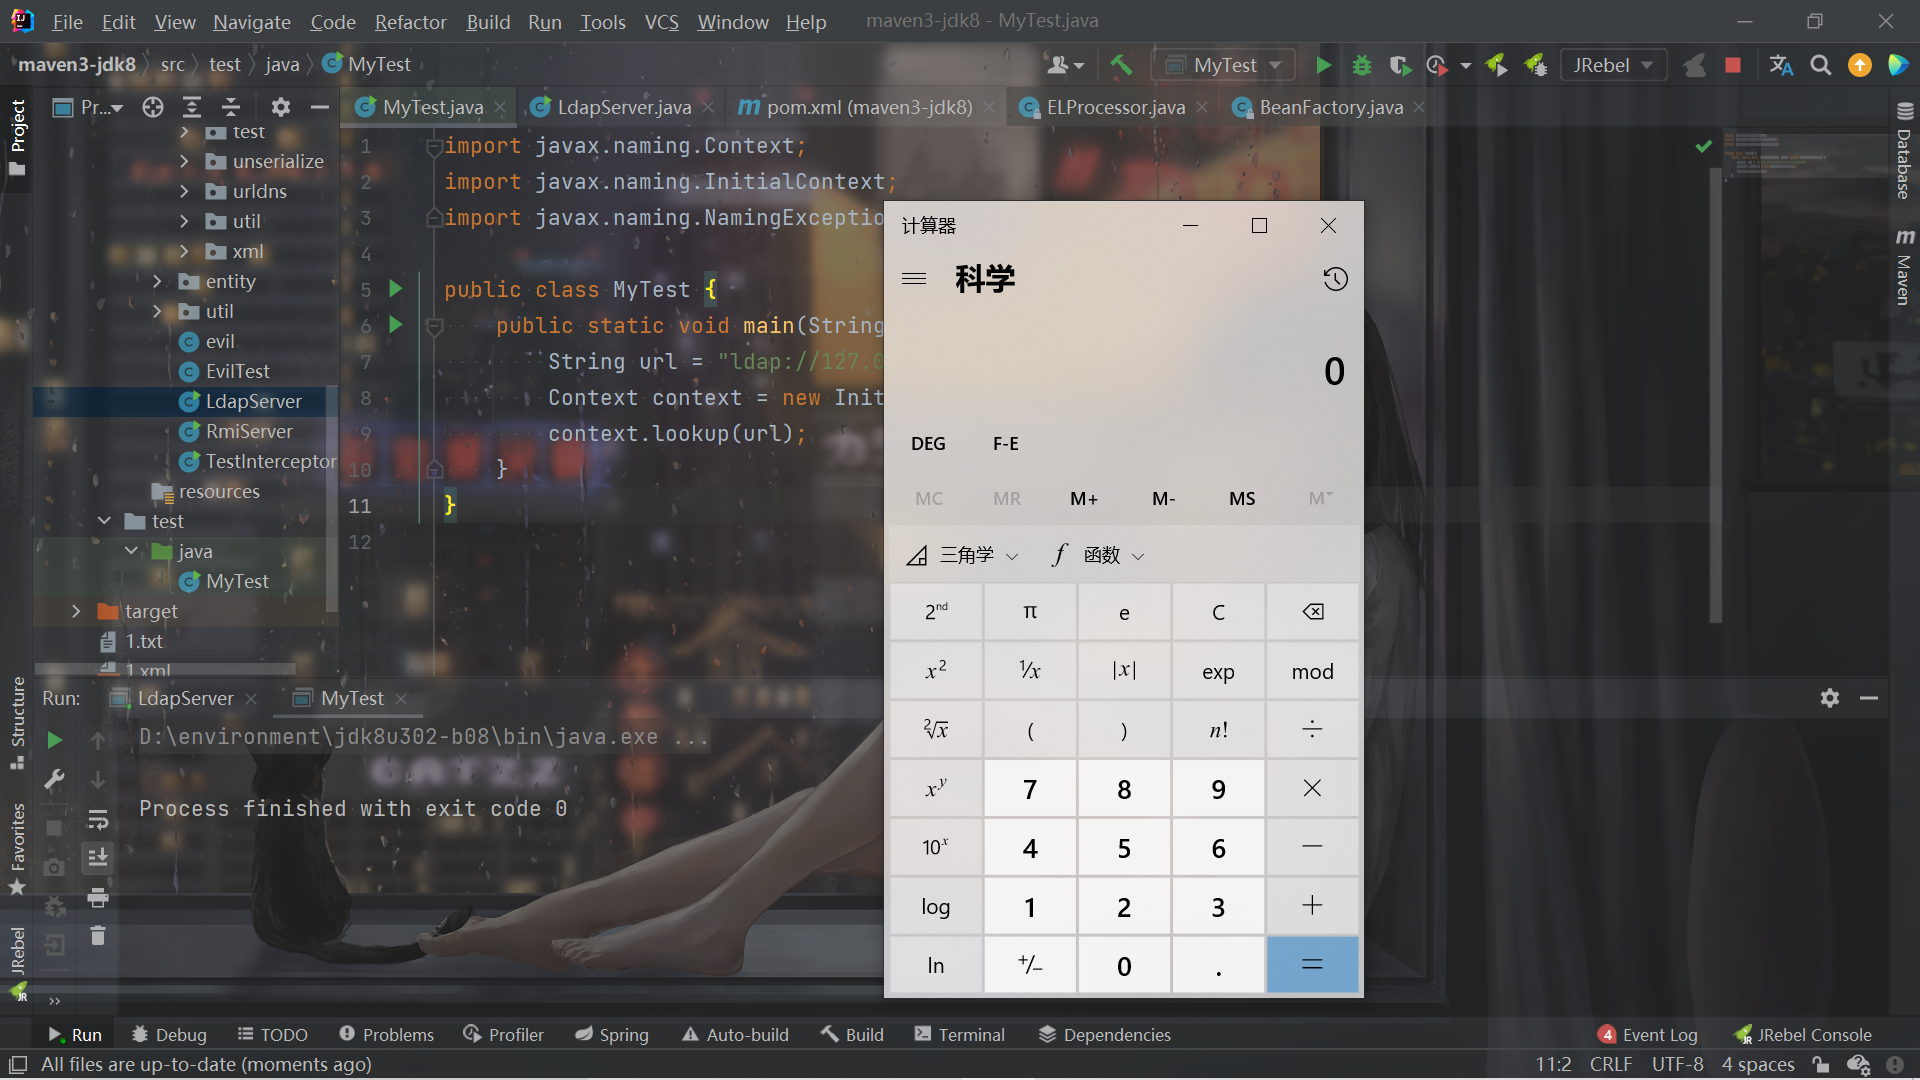 File Edit View Navigate Code Refactor Build Run Tools VCS Window Help maven3-jdk8 - MyTest.java
maven3-jdk8 src test java MyTest
MyTest
JRebel
Project
Pr...
MyTest.java
LdapServer.java
pom.xml (maven3-jdk8)
ELProcessor.java
BeanFactory.java
test
unserialize
urldns
util
xml
entity
util
evil
EvilTest
LdapServer
RmiServer
TestInterceptor
resources
test
java
MyTest
target
1.txt
1.xml
1 import javax.naming.Context;
2 import javax.naming.InitialContext;
3 import javax.naming.NamingExceptio
4
5 public class MyTest {
6 public static void main(String
7 String url = "ldap://127.0
8 Context context = new Init
9 context.lookup(url);
10 }
11 }
12
Database
Maven
计算器
科学
0
DEG F-E
MC MR M+ M- MS M˅
三角学 函数
2nd π e C
x² ¹/x |x| exp mod
²√x ( ) n! ÷
xʸ 7 8 9 ×
10ˣ 4 5 6 −
log 1 2 3 +
ln +/− 0 . =
Run: LdapServer MyTest
D:\environment\jdk8u302-b08\bin\java.exe ...
Process finished with exit code 0
Structure
Favorites
JRebel
Run Debug TODO Problems Profiler Spring Auto-build Build Terminal Dependencies 4 Event Log JRebel Console
All files are up-to-date (moments ago) 11:2 CRLF UTF-8 4 spaces